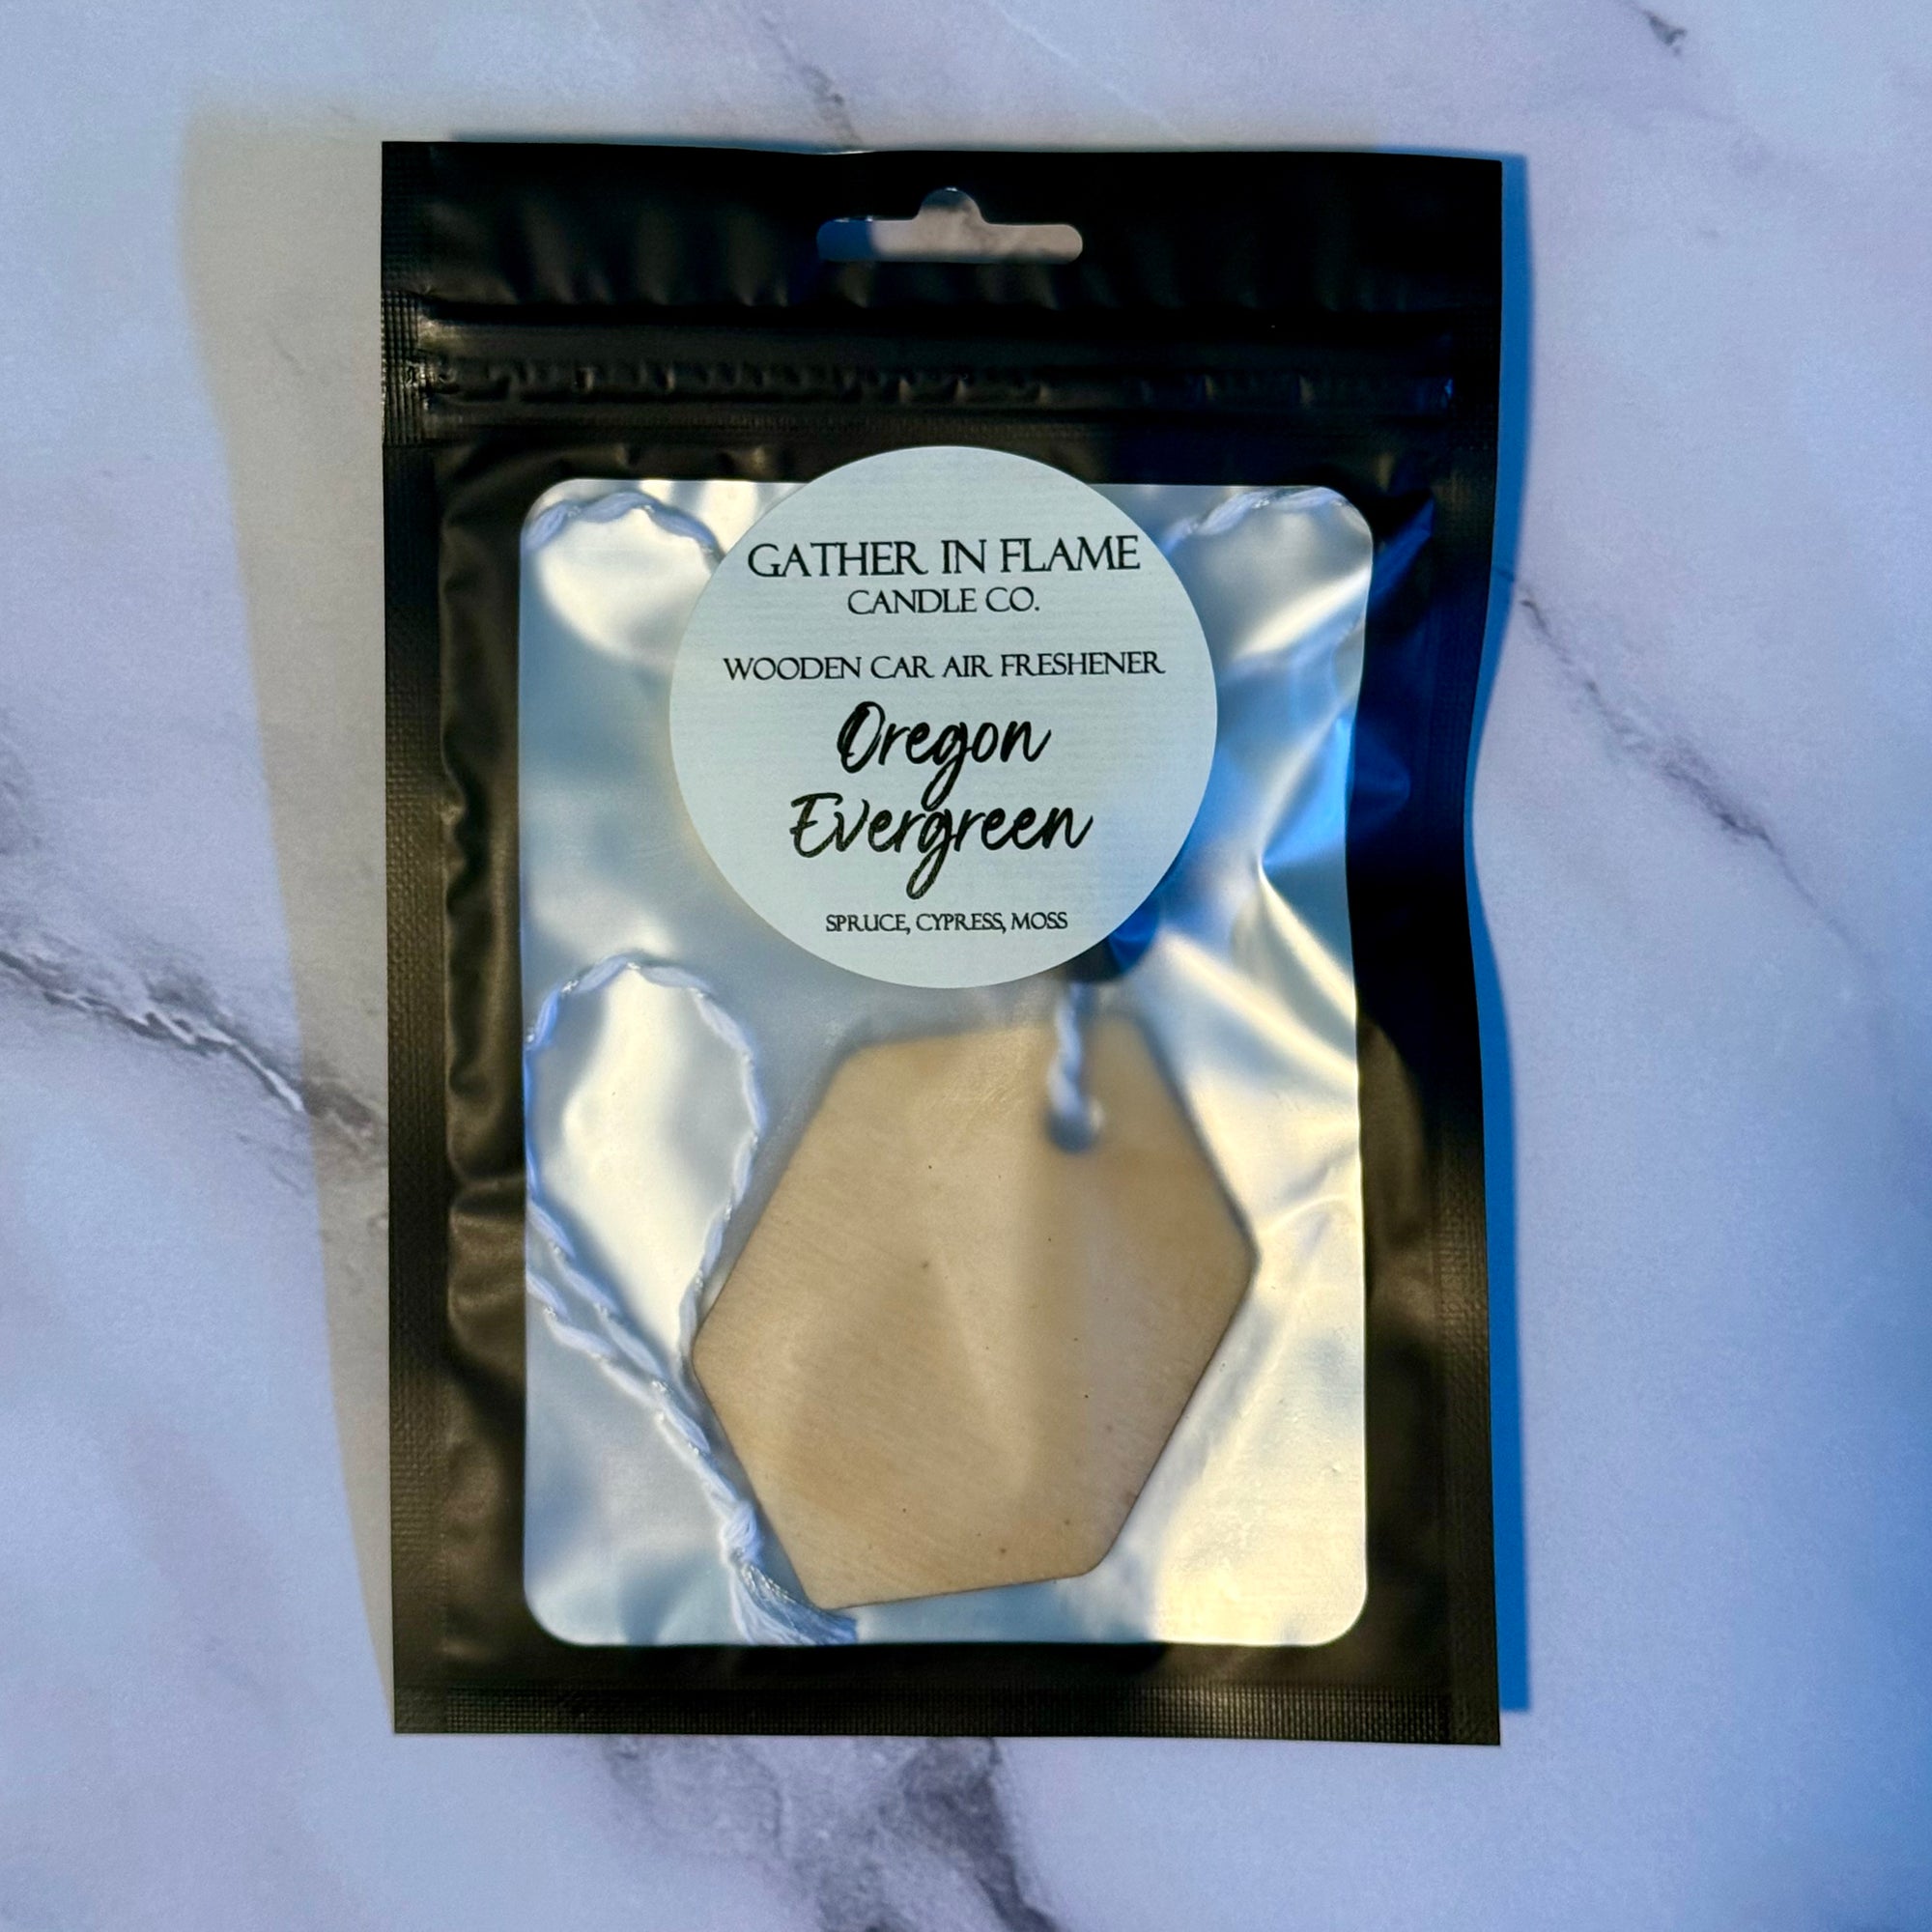 GATHER IN FLAME
CANDLE CO.
WOODEN CAR AIR FRESHENER
Oregon
Evergreen
SPRUCE, CYPRESS, MOSS